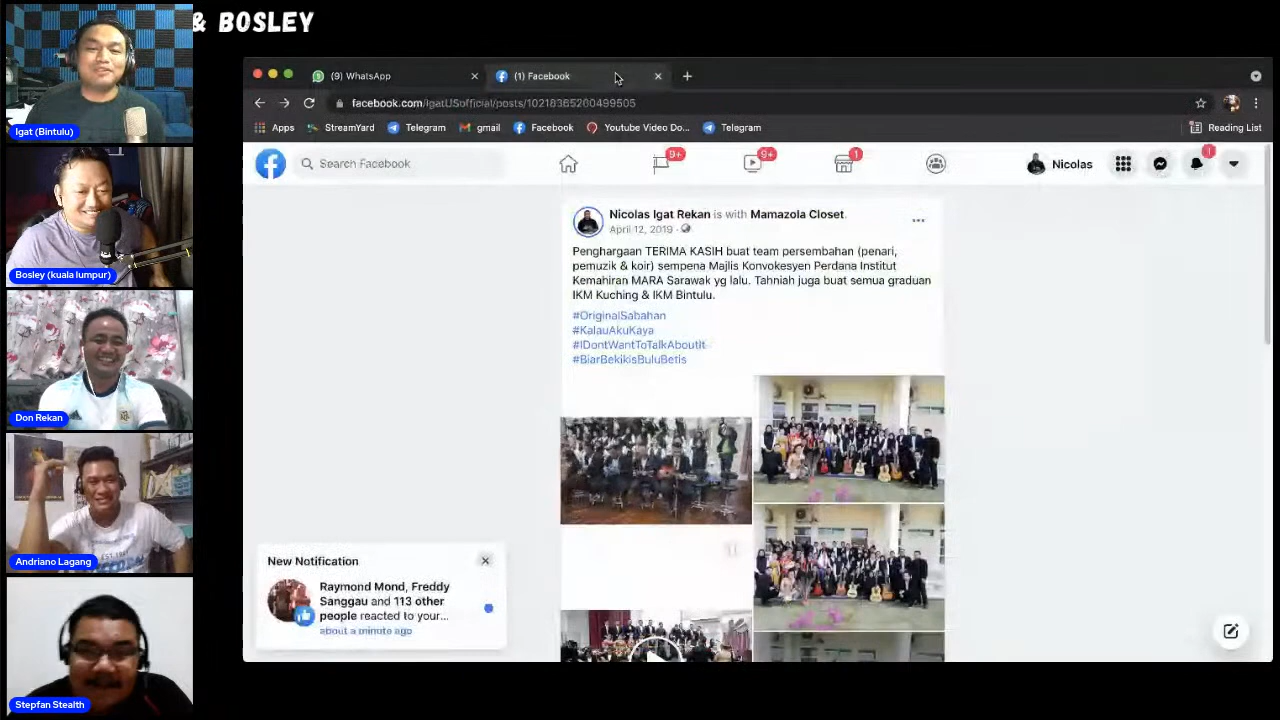 & BOSLEY
Igat (Bintulu)
Bosley (kuala lumpur)
Don Rekan
Andriano Lagang
Stepfan Stealth
(9) WhatsApp
(1) Facebook
facebook.com/IgatUSofficial/posts/10218365260499505
Apps
StreamYard
Telegram
gmail
Facebook
Youtube Video Do...
Telegram
Reading List
Search Facebook
9+
9+
1
Nicolas
1
Nicolas Igat Rekan is with Mamazola Closet.
April 12, 2019 ·
Penghargaan TERIMA KASIH buat team persembahan (penari,
pemuzik & koir) sempena Majlis Konvokesyen Perdana Institut
Kemahiran MARA Sarawak yg lalu. Tahniah juga buat semua graduan
IKM Kuching & IKM Bintulu.
#OriginalSabahan
#KalauAkuKaya
#IDontWantToTalkAboutIt
#BiarBekikisBuluBetis
New Notification
Raymond Mond, Freddy
Sanggau and 113 other
people reacted to your...
about a minute ago